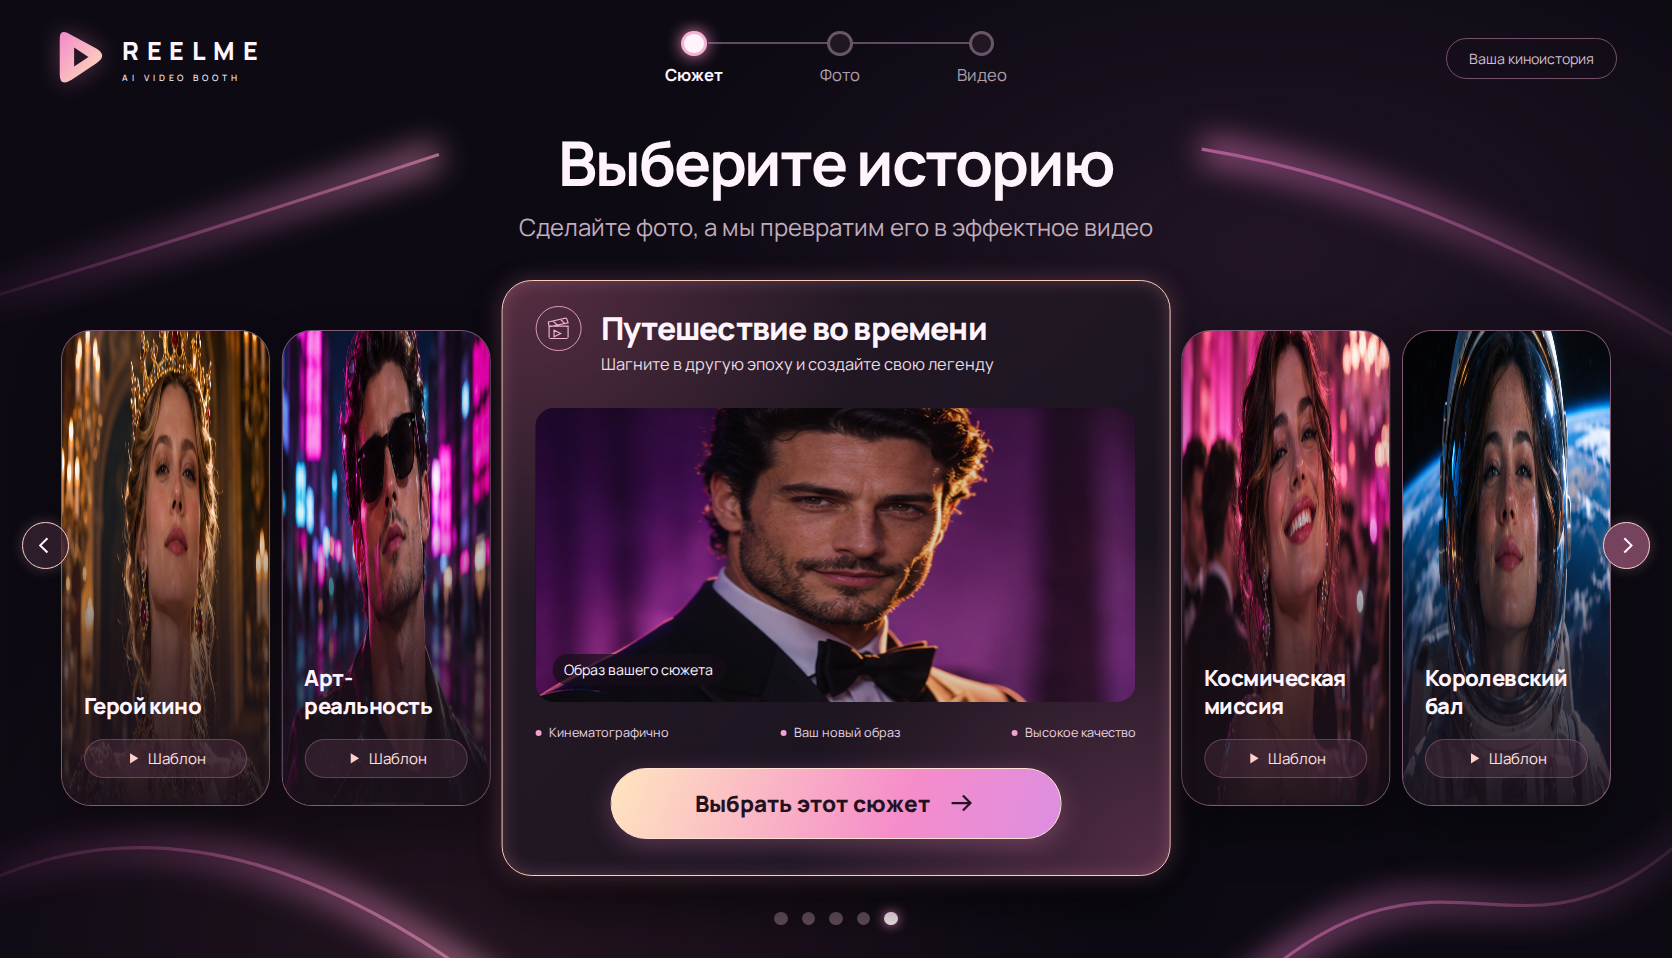 REELME
AI VIDEO BOOTH
Сюжет
Фото
Видео
Ваша киноистория
Выберите историю
Сделайте фото, а мы превратим его в эффектное видео
Герой кино
Шаблон
Арт-
реальность
Шаблон
Путешествие во времени
Шагните в другую эпоху и создайте свою легенду
Образ вашего сюжета
Кинематографично
Ваш новый образ
Высокое качество
Выбрать этот сюжет
Космическая
миссия
Шаблон
Королевский
бал
Шаблон